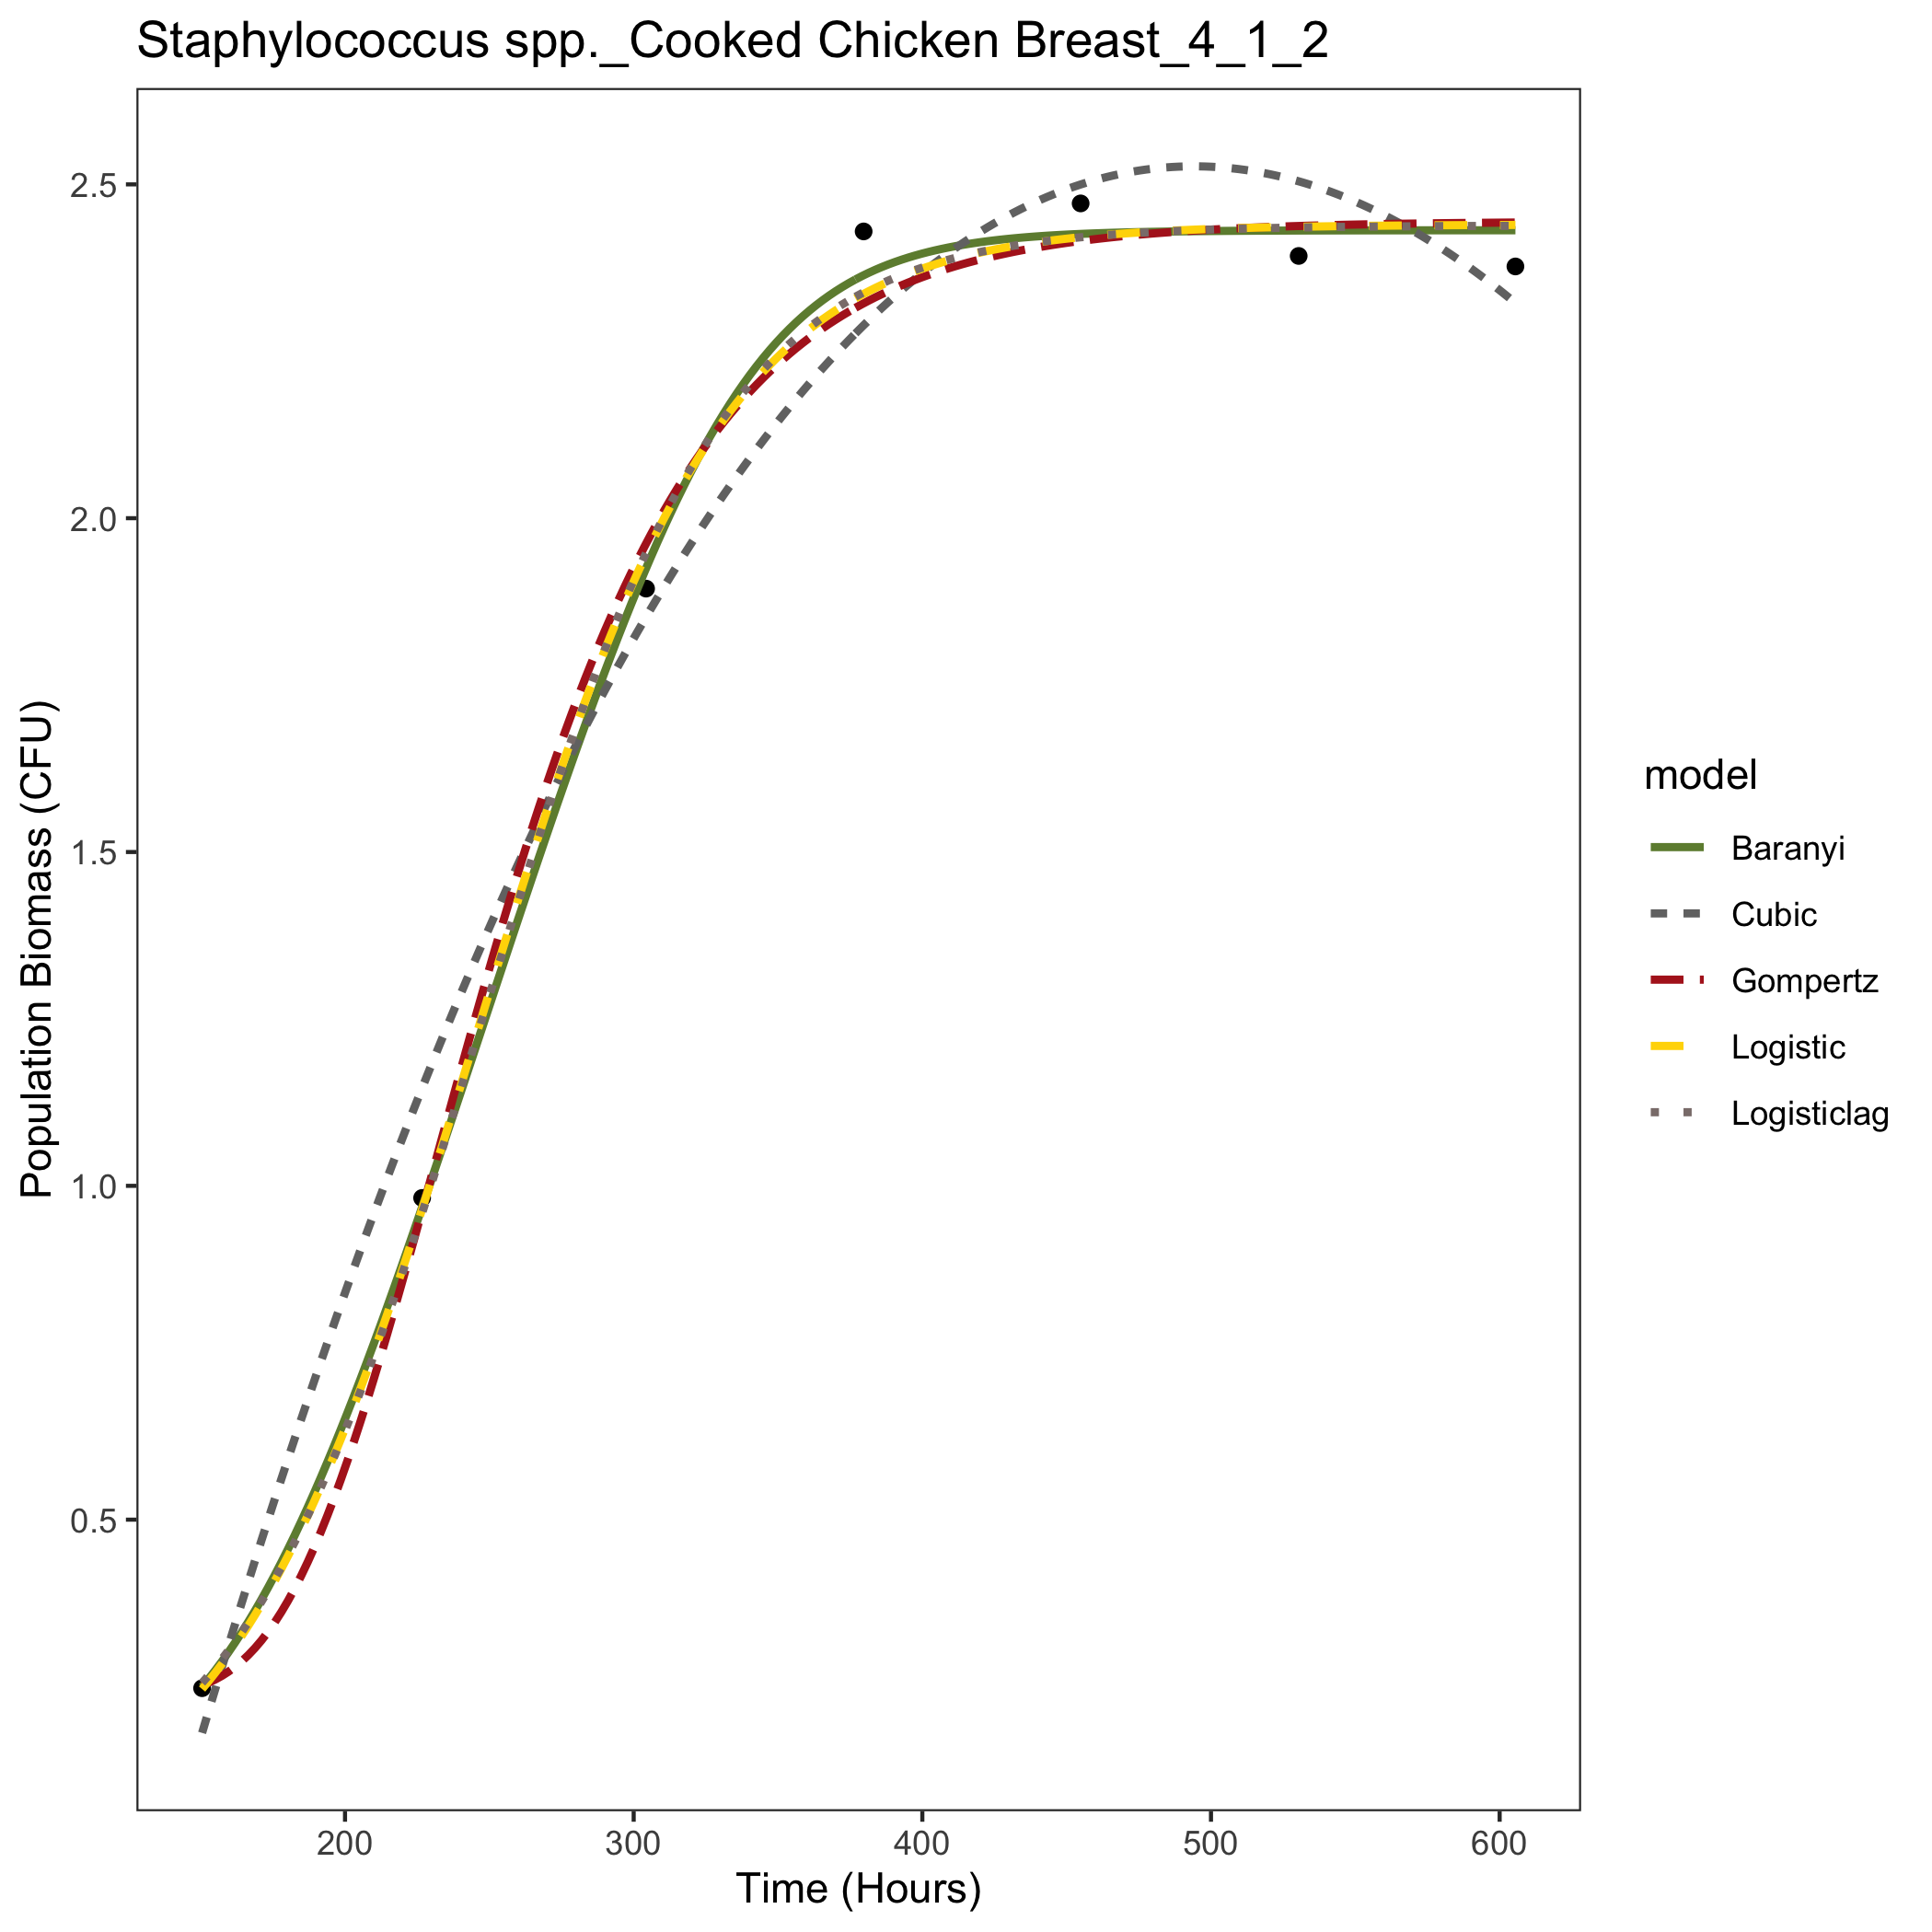 Staphylococcus spp._Cooked Chicken Breast_4_1_2
Population Biomass (CFU)
2.5
2.0
1.5
1.0
0.5
200 300 400 500 600
Time (Hours)
model
Baranyi
Cubic
Gompertz
Logistic
Logisticlag